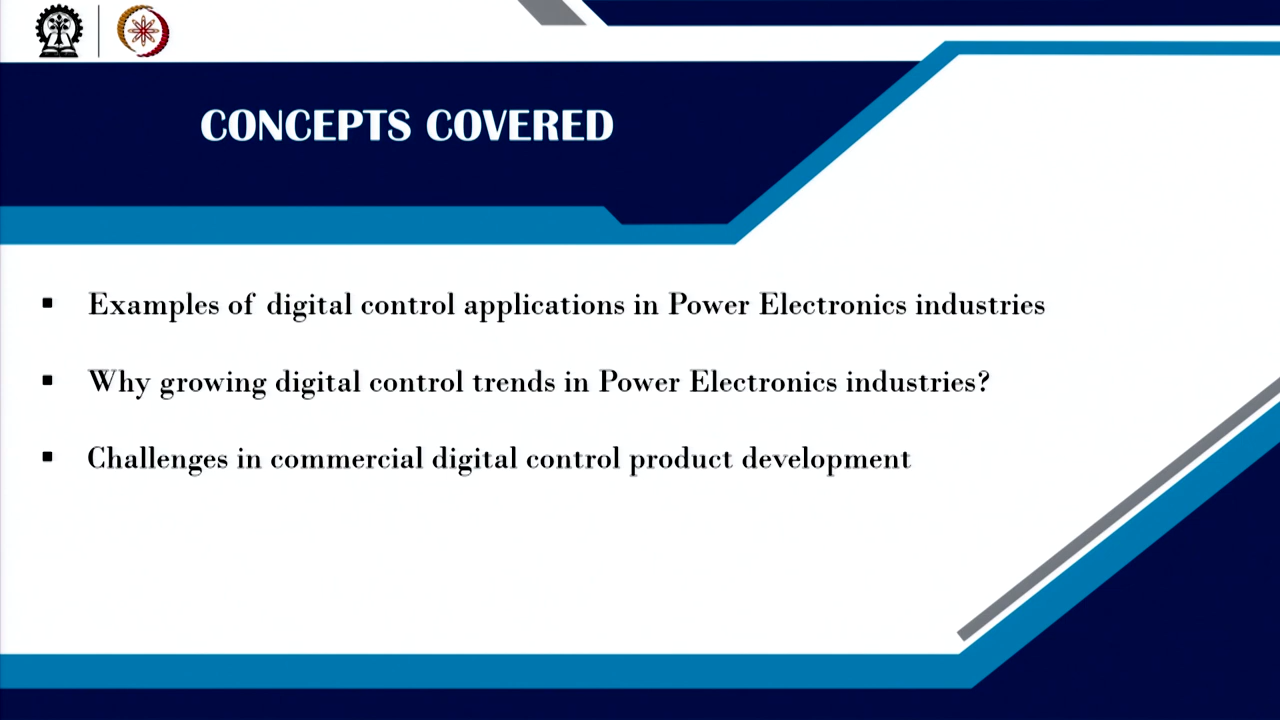 CONCEPTS COVERED
Examples of digital control applications in Power Electronics industries
Why growing digital control trends in Power Electronics industries?
Challenges in commercial digital control product development